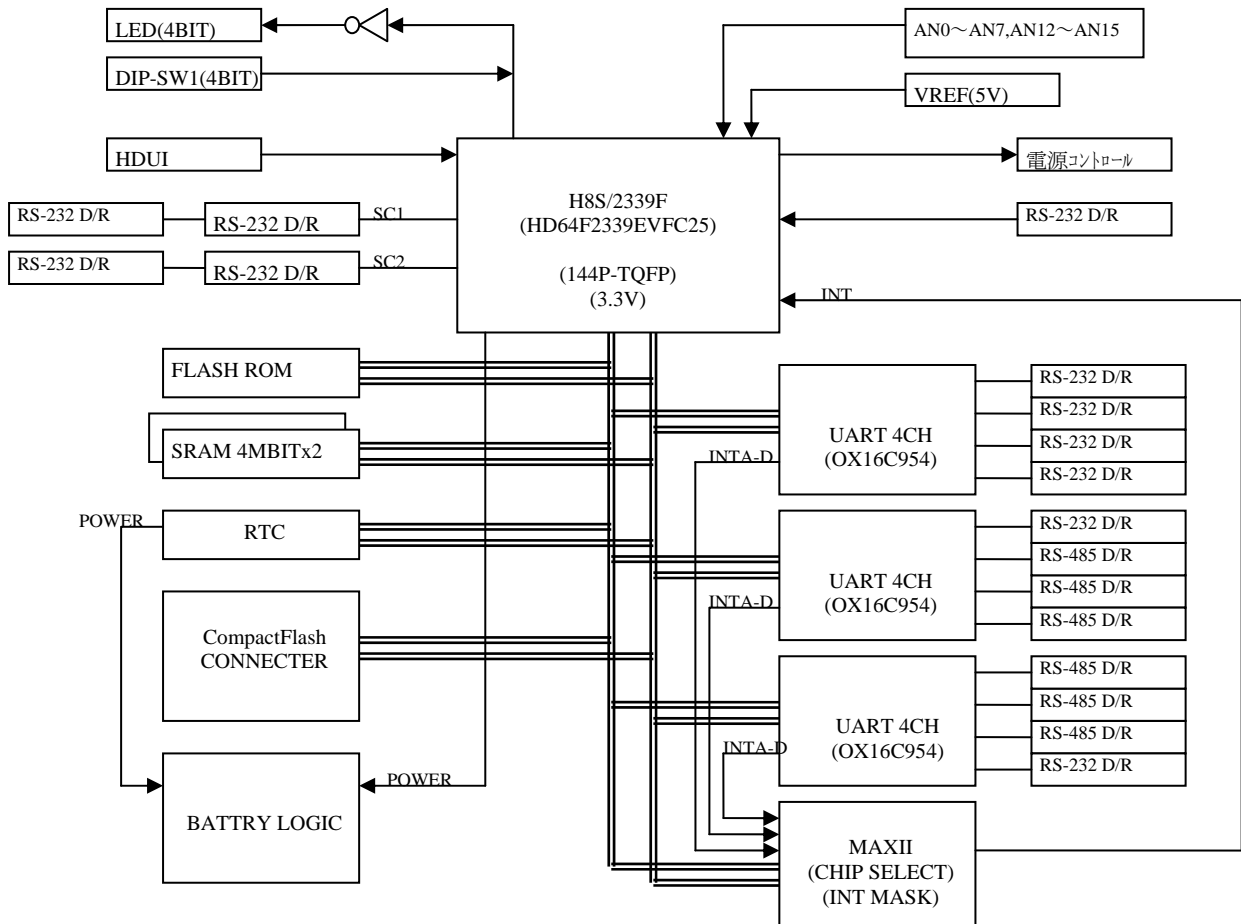 LED(4BIT)
DIP-SW1(4BIT)
HDUI
AN0～AN7,AN12～AN15
VREF(5V)
電源ｺﾝﾄﾛｰﾙ
H8S/2339F
(HD64F2339EVFC25)
(144P-TQFP)
(3.3V)
RS-232 D/R
RS-232 D/R
SC1
RS-232 D/R
RS-232 D/R
SC2
RS-232 D/R
INT
FLASH ROM
SRAM 4MBITx2
POWER
RTC
CompactFlash
CONNECTER
BATTRY LOGIC
POWER
UART 4CH
(OX16C954)
INTA-D
RS-232 D/R
RS-232 D/R
RS-232 D/R
RS-232 D/R
UART 4CH
(OX16C954)
INTA-D
RS-232 D/R
RS-485 D/R
RS-485 D/R
RS-485 D/R
UART 4CH
(OX16C954)
INTA-D
RS-485 D/R
RS-485 D/R
RS-485 D/R
RS-232 D/R
MAXII
(CHIP SELECT)
(INT MASK)